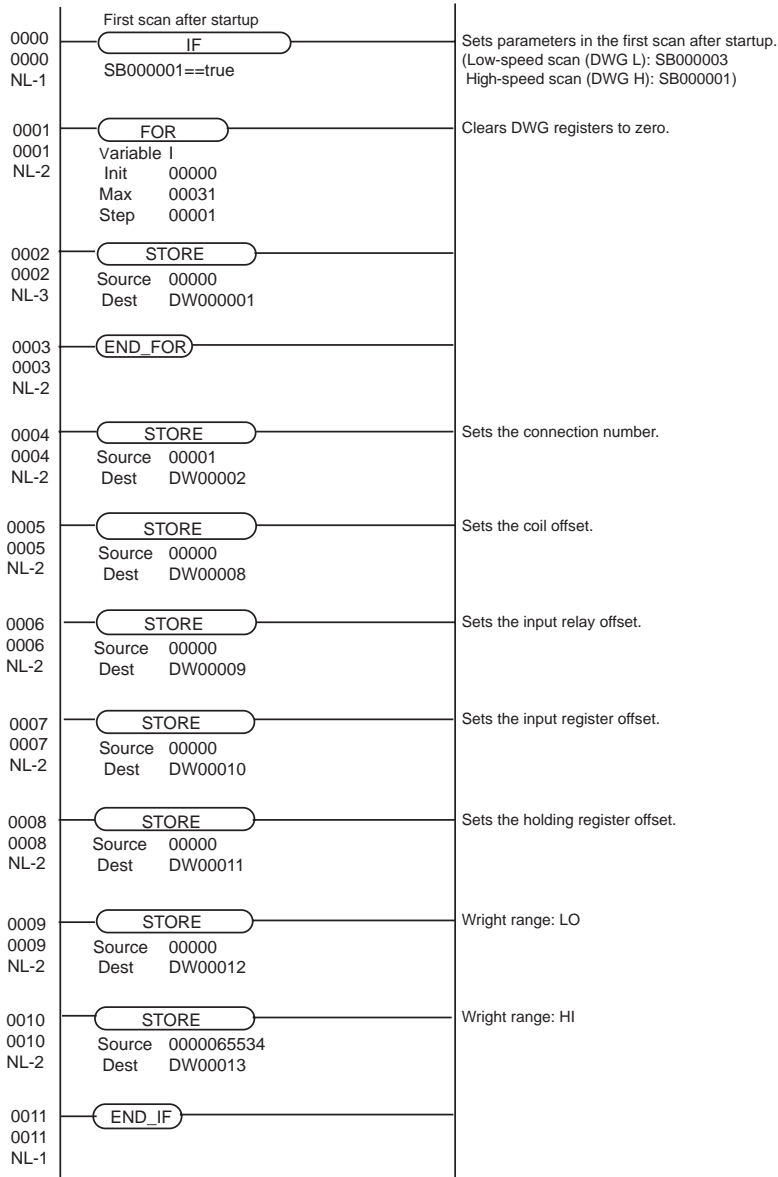 First scan after startup
0000
0000
NL-1
IF
SB000001==true
Sets parameters in the first scan after startup.
(Low-speed scan (DWG L): SB000003
High-speed scan (DWG H): SB000001)
0001
0001
NL-2
FOR
Variable I
Init 00000
Max 00031
Step 00001
Clears DWG registers to zero.
0002
0002
NL-3
STORE
Source 00000
Dest DW000001
0003
0003
NL-2
END_FOR
0004
0004
NL-2
STORE
Source 00001
Dest DW00002
Sets the connection number.
0005
0005
NL-2
STORE
Source 00000
Dest DW00008
Sets the coil offset.
0006
0006
NL-2
STORE
Source 00000
Dest DW00009
Sets the input relay offset.
0007
0007
NL-2
STORE
Source 00000
Dest DW00010
Sets the input register offset.
0008
0008
NL-2
STORE
Source 00000
Dest DW00011
Sets the holding register offset.
0009
0009
NL-2
STORE
Source 00000
Dest DW00012
Wright range: LO
0010
0010
NL-2
STORE
Source 0000065534
Dest DW00013
Wright range: HI
0011
0011
NL-1
END_IF